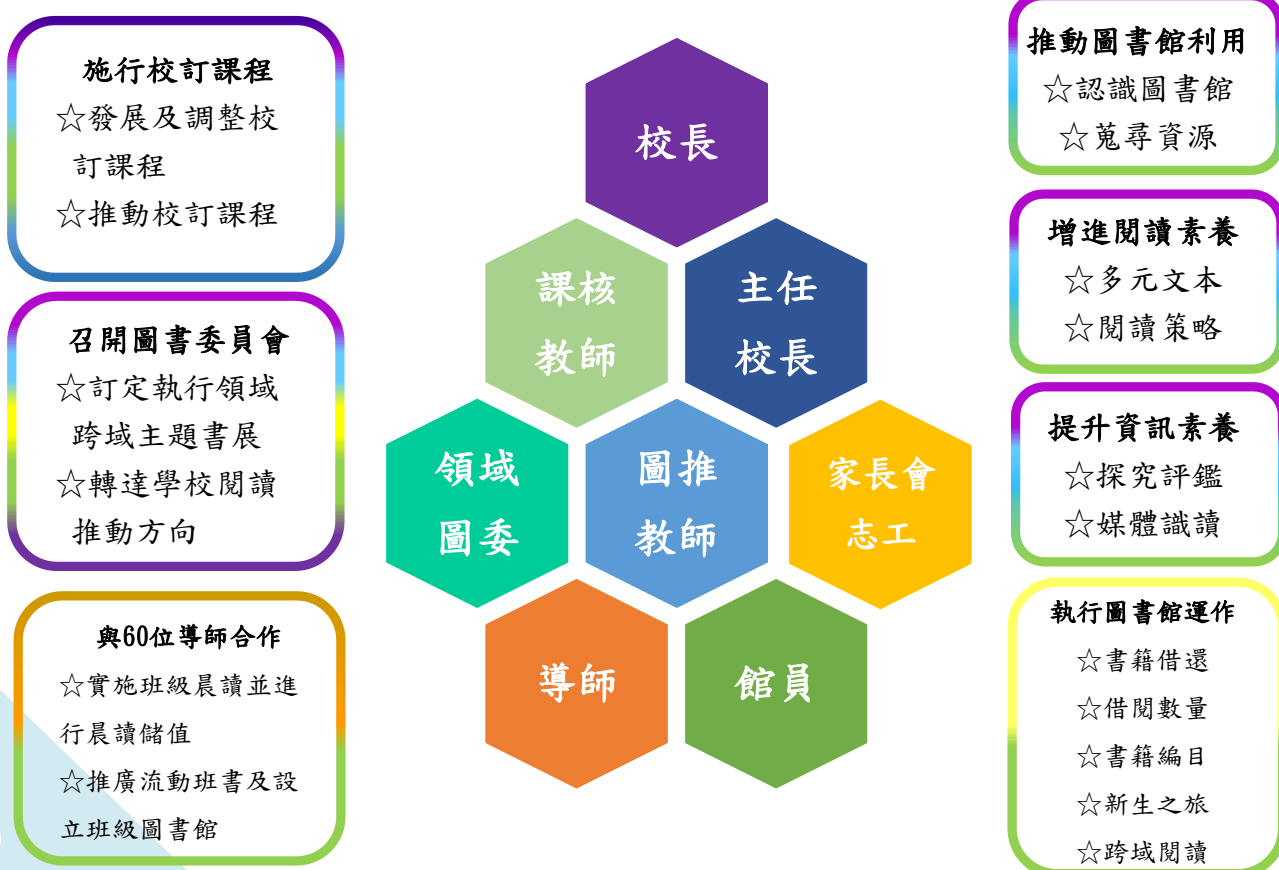 施行校訂課程
☆發展及調整校
訂課程
☆推動校訂課程
召開圖書委員會
☆訂定執行領域
跨域主題書展
☆轉達學校閱讀
推動方向
與60位導師合作
☆實施班級晨讀並進
行晨讀儲值
☆推廣流動班書及設
立班級圖書館
校長
課核
教師
主任
校長
領域
圖委
圖推
教師
家長會
志工
導師
館員
推動圖書館利用
☆認識圖書館
☆蒐尋資源
增進閱讀素養
☆多元文本
☆閱讀策略
提升資訊素養
☆探究評鑑
☆媒體識讀
執行圖書館運作
☆書籍借還
☆借閱數量
☆書籍編目
☆新生之旅
☆跨域閱讀